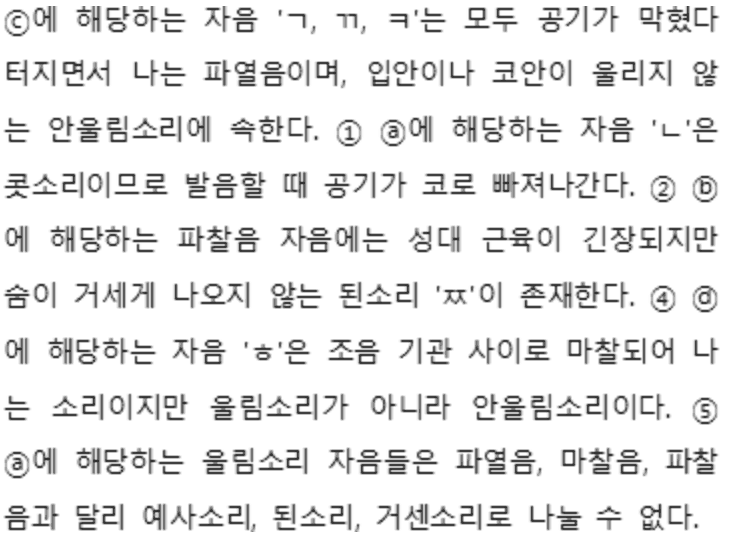 ⓒ에 해당하는 자음 'ㄱ, ㄲ, ㅋ'는 모두 공기가 막혔다
터지면서 나는 파열음이며, 입안이나 코안이 울리지 않
는 안울림소리에 속한다. ① ⓐ에 해당하는 자음 'ㄴ'은
콧소리이므로 발음할 때 공기가 코로 빠져나간다. ② ⓑ
에 해당하는 파찰음 자음에는 성대 근육이 긴장되지만
숨이 거세게 나오지 않는 된소리 'ㅉ'이 존재한다. ④ ⓓ
에 해당하는 자음 'ㅎ'은 조음 기관 사이로 마찰되어 나
는 소리이지만 울림소리가 아니라 안울림소리이다. ⑤
ⓐ에 해당하는 울림소리 자음들은 파열음, 마찰음, 파찰
음과 달리 예사소리, 된소리, 거센소리로 나눌 수 없다.